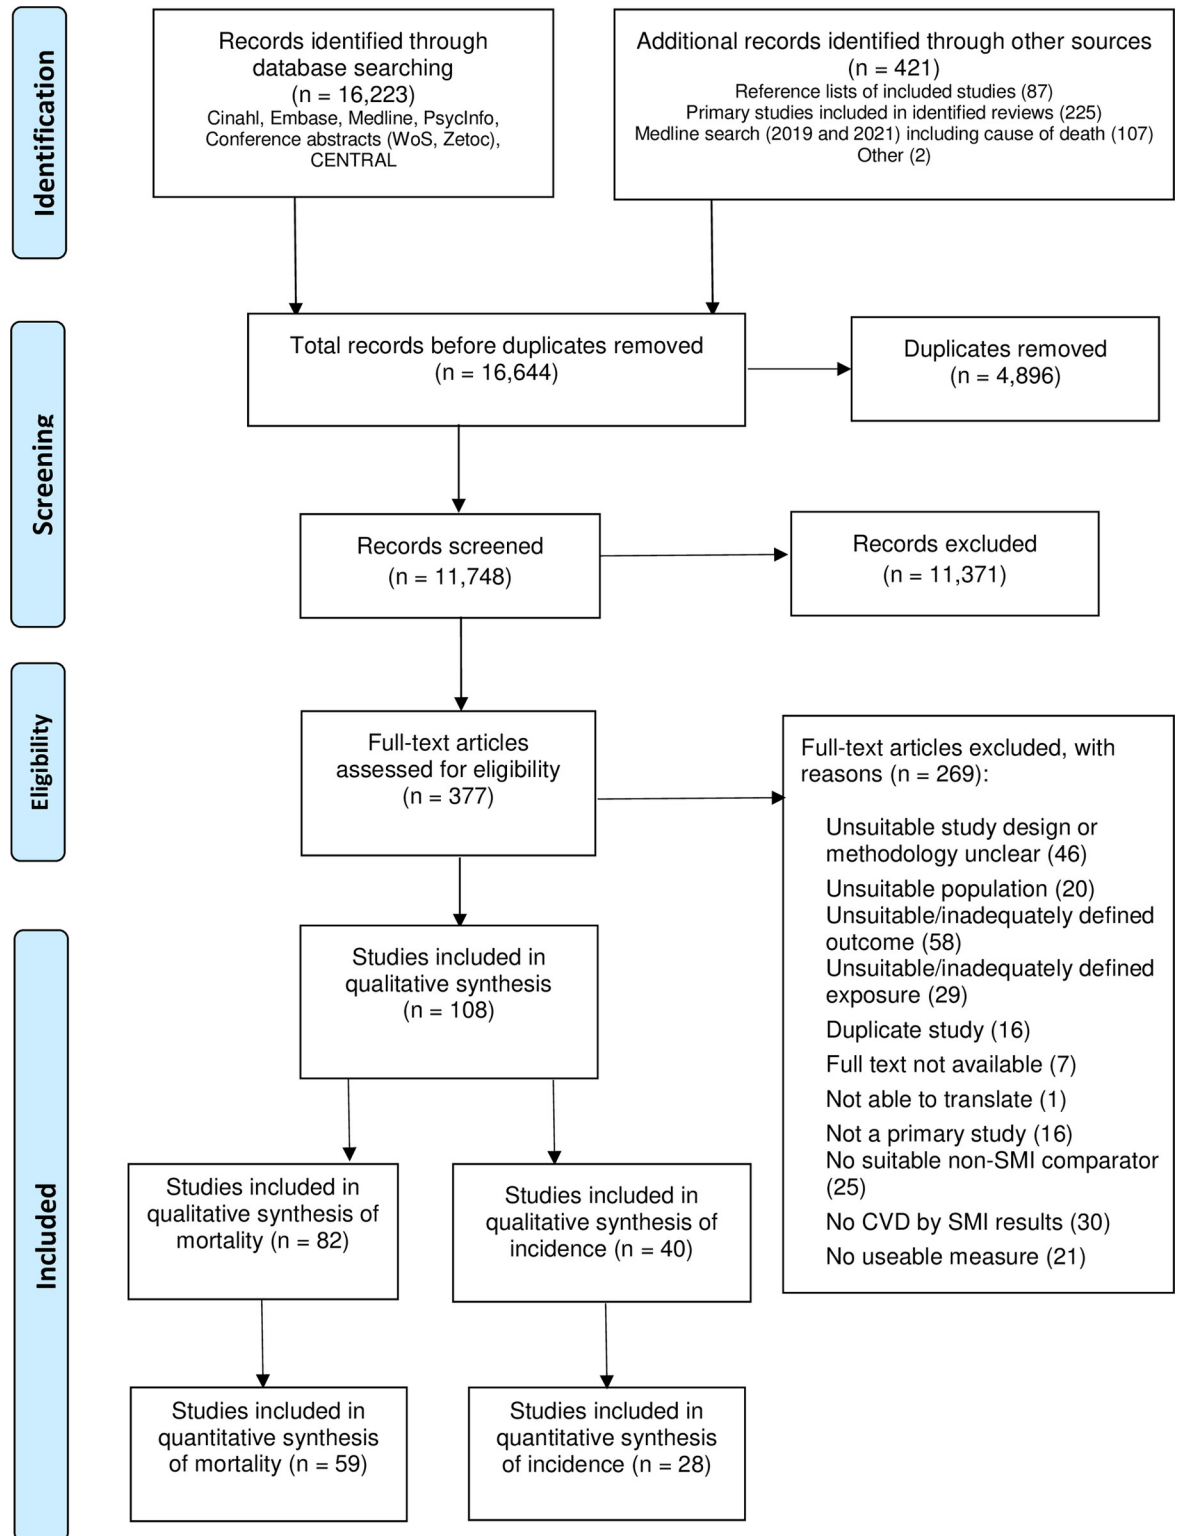 Identification
Records identified through
database searching
(n = 16,223)
Cinahl, Embase, Medline, PsycInfo,
Conference abstracts (WoS, Zetoc),
CENTRAL
Additional records identified through other sources
(n = 421)
Reference lists of included studies (87)
Primary studies included in identified reviews (225)
Medline search (2019 and 2021) including cause of death (107)
Other (2)
Screening
Total records before duplicates removed
(n = 16,644)
Duplicates removed
(n = 4,896)
Records screened
(n = 11,748)
Records excluded
(n = 11,371)
Eligibility
Full-text articles
assessed for eligibility
(n = 377)
Full-text articles excluded, with
reasons (n = 269):
Unsuitable study design or
methodology unclear (46)
Unsuitable population (20)
Unsuitable/inadequately defined
outcome (58)
Unsuitable/inadequately defined
exposure (29)
Duplicate study (16)
Full text not available (7)
Not able to translate (1)
Not a primary study (16)
No suitable non-SMI comparator
(25)
No CVD by SMI results (30)
No useable measure (21)
Included
Studies included in
qualitative synthesis
(n = 108)
Studies included in
qualitative synthesis of
mortality (n = 82)
Studies included in
qualitative synthesis of
incidence (n = 40)
Studies included in
quantitative synthesis
of mortality (n = 59)
Studies included in
quantitative synthesis
of incidence (n = 28)